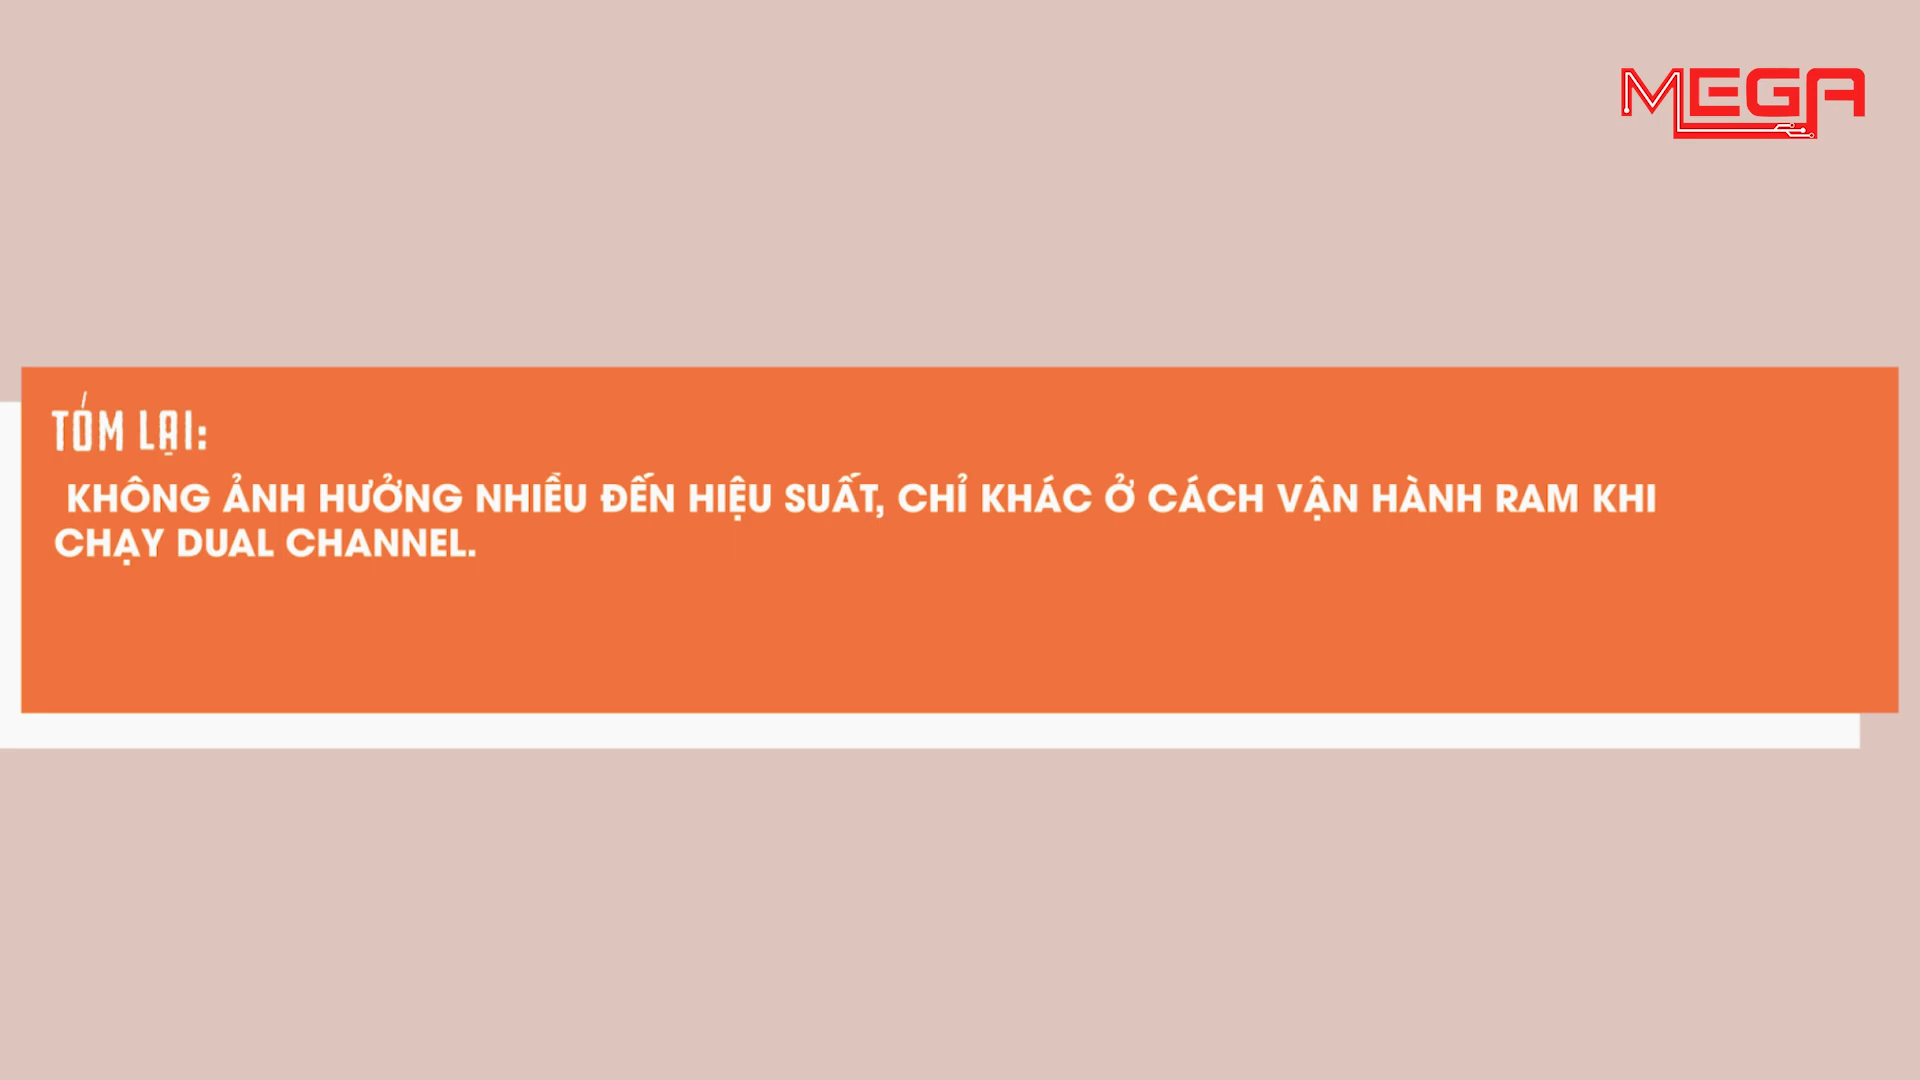 MEGA
TÓM LẠI:
KHÔNG ẢNH HƯỞNG NHIỀU ĐẾN HIỆU SUẤT, CHỈ KHÁC Ở CÁCH VẬN HÀNH RAM KHI
CHẠY DUAL CHANNEL.